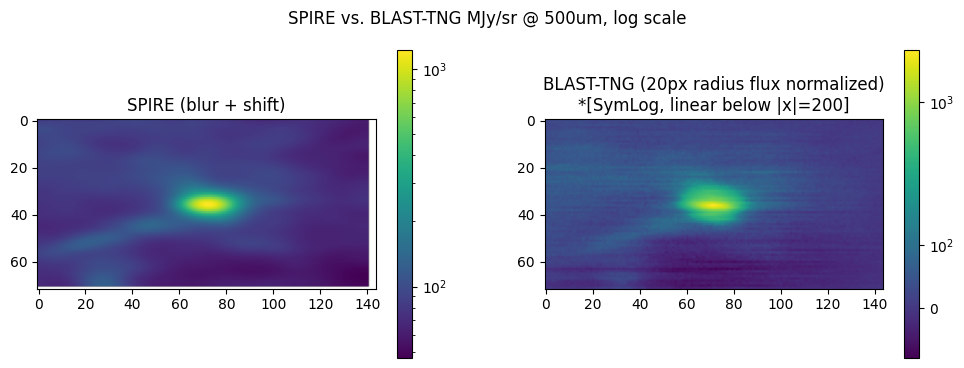 SPIRE vs. BLAST-TNG MJy/sr @ 500um, log scale
SPIRE (blur + shift)
0
20
40
60
0 20 40 60 80 100 120 140
10³
10²
BLAST-TNG (20px radius flux normalized)
*[SymLog, linear below |x|=200]
0
20
40
60
0 20 40 60 80 100 120 140
10³
10²
0